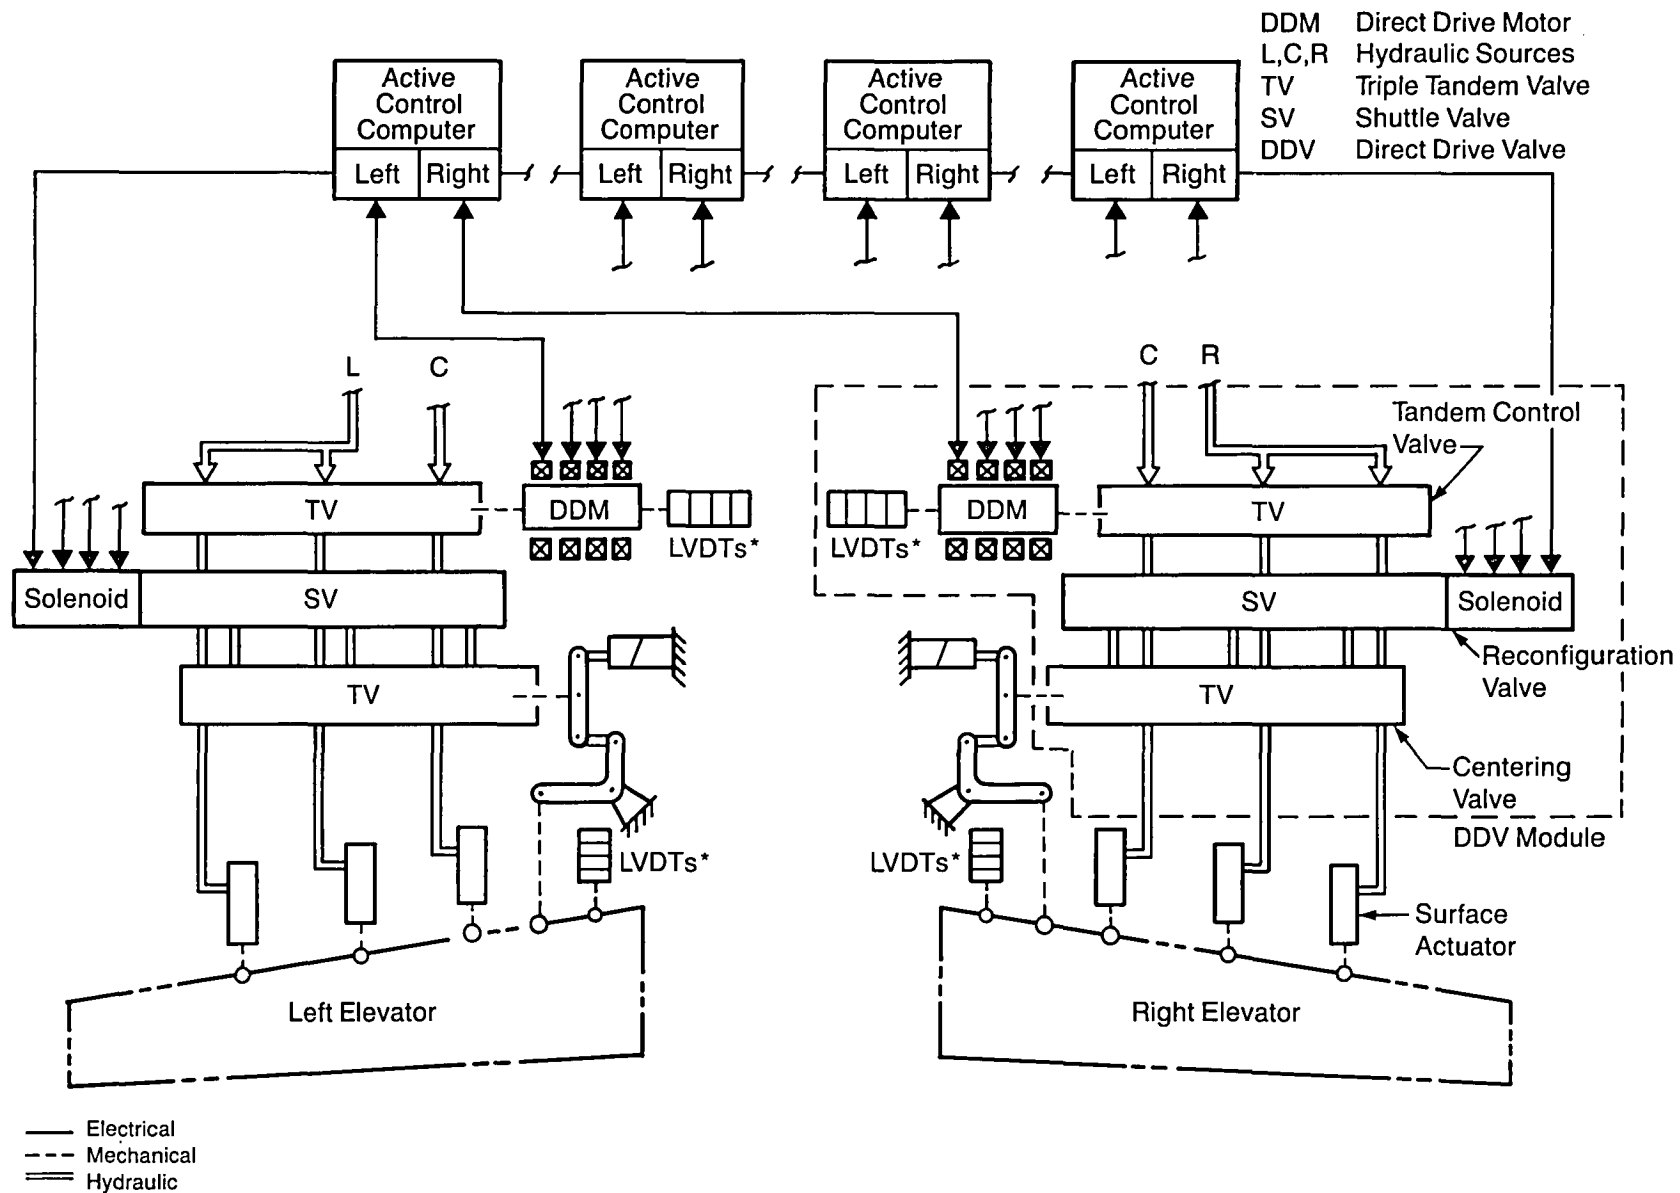 DDM Direct Drive Motor
L,C,R Hydraulic Sources
TV Triple Tandem Valve
SV Shuttle Valve
DDV Direct Drive Valve
Active
Control
Computer
Left Right
Active
Control
Computer
Left Right
Active
Control
Computer
Left Right
Active
Control
Computer
Left Right
L
C
C
R
Tandem Control
Valve
TV
DDM
LVDTs*
LVDTs*
DDM
TV
Solenoid
SV
SV
Solenoid
Reconfiguration
Valve
TV
TV
Centering
Valve
DDV Module
LVDTs*
LVDTs*
Surface
Actuator
Left Elevator
Right Elevator
Electrical
Mechanical
Hydraulic